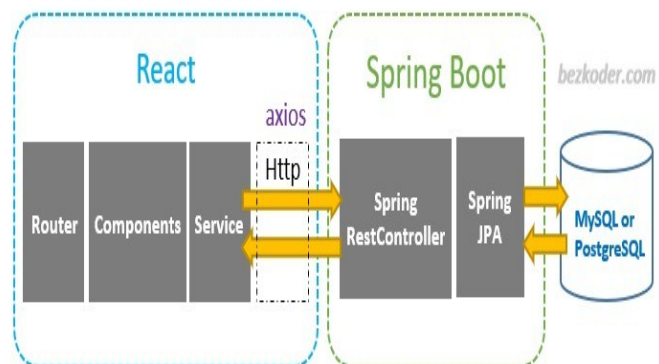 React
Spring Boot
bezkoder.com
axios
Http
Router
Components
Service
Spring
RestController
Spring
JPA
MySQL or
PostgreSQL